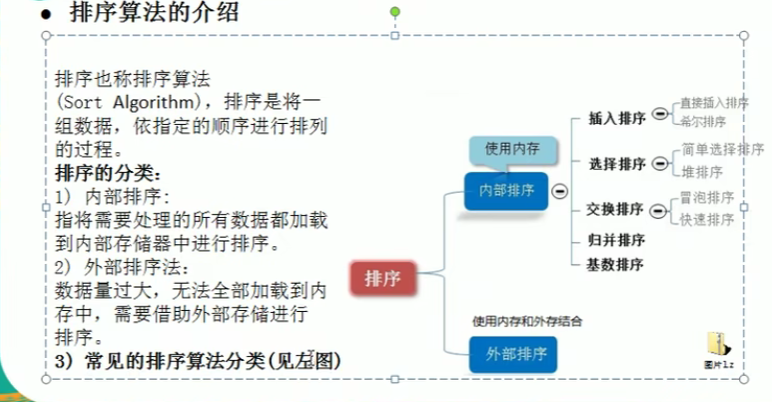 ● 排序算法的介绍
排序也称排序算法
(Sort Algorithm)，排序是将一
组数据，依指定的顺序进行排列
的过程。
排序的分类：
1) 内部排序：
指将需要处理的所有数据都加载
到内部存储器中进行排序。
2) 外部排序法：
数据量过大，无法全部加载到内
存中，需要借助外部存储进行
排序。
3) 常见的排序算法分类(见左图)
排序
使用内存
内部排序
插入排序
直接插入排序
希尔排序
选择排序
简单选择排序
堆排序
交换排序
冒泡排序
快速排序
归并排序
基数排序
使用内存和外存结合
外部排序
图片lz